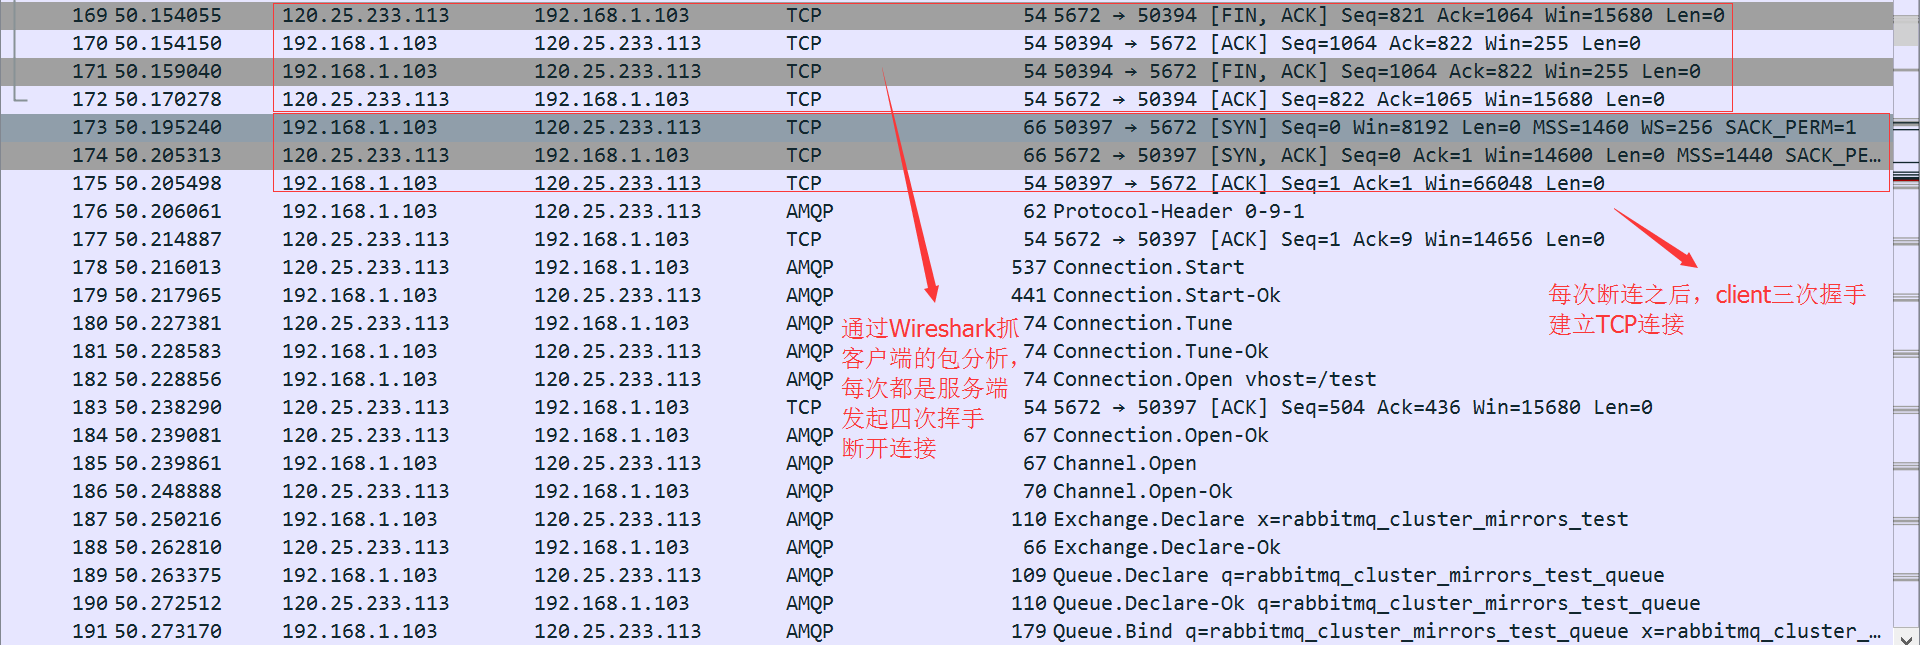 169 50.154055 120.25.233.113 192.168.1.103 TCP 54 5672 → 50394 [FIN, ACK] Seq=821 Ack=1064 Win=15680 Len=0
170 50.154150 192.168.1.103 120.25.233.113 TCP 54 50394 → 5672 [ACK] Seq=1064 Ack=822 Win=255 Len=0
171 50.159040 192.168.1.103 120.25.233.113 TCP 54 50394 → 5672 [FIN, ACK] Seq=1064 Ack=822 Win=255 Len=0
172 50.170278 120.25.233.113 192.168.1.103 TCP 54 5672 → 50394 [ACK] Seq=822 Ack=1065 Win=15680 Len=0
173 50.195240 192.168.1.103 120.25.233.113 TCP 66 50397 → 5672 [SYN] Seq=0 Win=8192 Len=0 MSS=1460 WS=256 SACK_PERM=1
174 50.205313 120.25.233.113 192.168.1.103 TCP 66 5672 → 50397 [SYN, ACK] Seq=0 Ack=1 Win=14600 Len=0 MSS=1440 SACK_PE…
175 50.205498 192.168.1.103 120.25.233.113 TCP 54 50397 → 5672 [ACK] Seq=1 Ack=1 Win=66048 Len=0
176 50.206061 192.168.1.103 120.25.233.113 AMQP 62 Protocol-Header 0-9-1
177 50.214887 120.25.233.113 192.168.1.103 TCP 54 5672 → 50397 [ACK] Seq=1 Ack=9 Win=14656 Len=0
178 50.216013 120.25.233.113 192.168.1.103 AMQP 537 Connection.Start
179 50.217965 192.168.1.103 120.25.233.113 AMQP 441 Connection.Start-Ok
180 50.227381 120.25.233.113 192.168.1.103 AMQP 74 Connection.Tune
181 50.228583 192.168.1.103 120.25.233.113 AMQP 74 Connection.Tune-Ok
182 50.228856 192.168.1.103 120.25.233.113 AMQP 74 Connection.Open vhost=/test
183 50.238290 120.25.233.113 192.168.1.103 TCP 54 5672 → 50397 [ACK] Seq=504 Ack=436 Win=15680 Len=0
184 50.239081 120.25.233.113 192.168.1.103 AMQP 67 Connection.Open-Ok
185 50.239861 192.168.1.103 120.25.233.113 AMQP 67 Channel.Open
186 50.248888 120.25.233.113 192.168.1.103 AMQP 70 Channel.Open-Ok
187 50.250216 192.168.1.103 120.25.233.113 AMQP 110 Exchange.Declare x=rabbitmq_cluster_mirrors_test
188 50.262810 120.25.233.113 192.168.1.103 AMQP 66 Exchange.Declare-Ok
189 50.263375 192.168.1.103 120.25.233.113 AMQP 109 Queue.Declare q=rabbitmq_cluster_mirrors_test_queue
190 50.272512 120.25.233.113 192.168.1.103 AMQP 110 Queue.Declare-Ok q=rabbitmq_cluster_mirrors_test_queue
191 50.273170 192.168.1.103 120.25.233.113 AMQP 179 Queue.Bind q=rabbitmq_cluster_mirrors_test_queue x=rabbitmq_cluster_…
通过Wireshark抓
客户端的包分析，
每次都是服务端
发起四次挥手
断开连接
每次断连之后，client三次握手
建立TCP连接